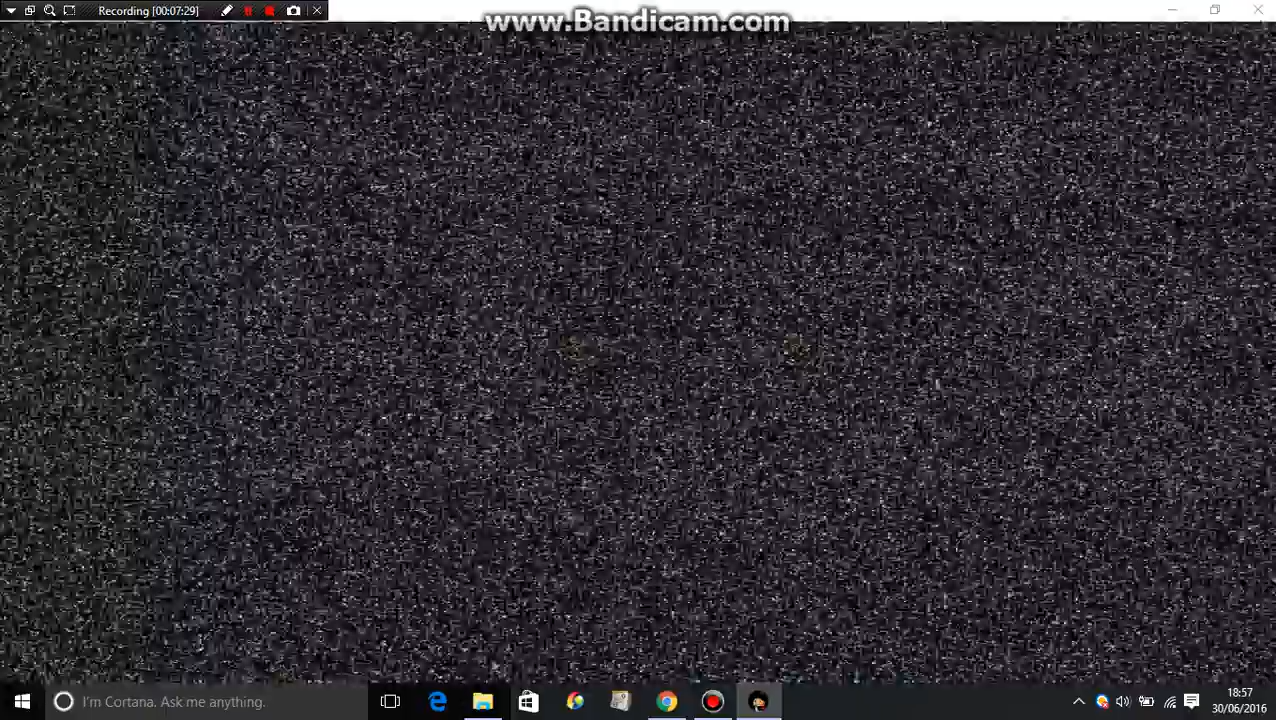 Recording [00:07:29]
www.Bandicam.com
I'm Cortana. Ask me anything.
18:57
30/06/2016